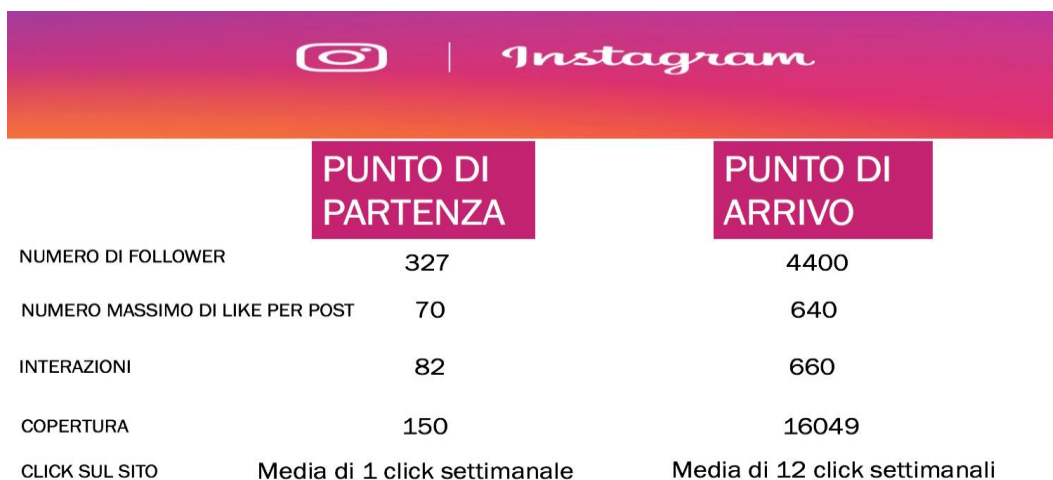 Instagram
PUNTO DI PARTENZA
PUNTO DI ARRIVO
NUMERO DI FOLLOWER 327 4400
NUMERO MASSIMO DI LIKE PER POST 70 640
INTERAZIONI 82 660
COPERTURA 150 16049
CLICK SUL SITO Media di 1 click settimanale Media di 12 click settimanali